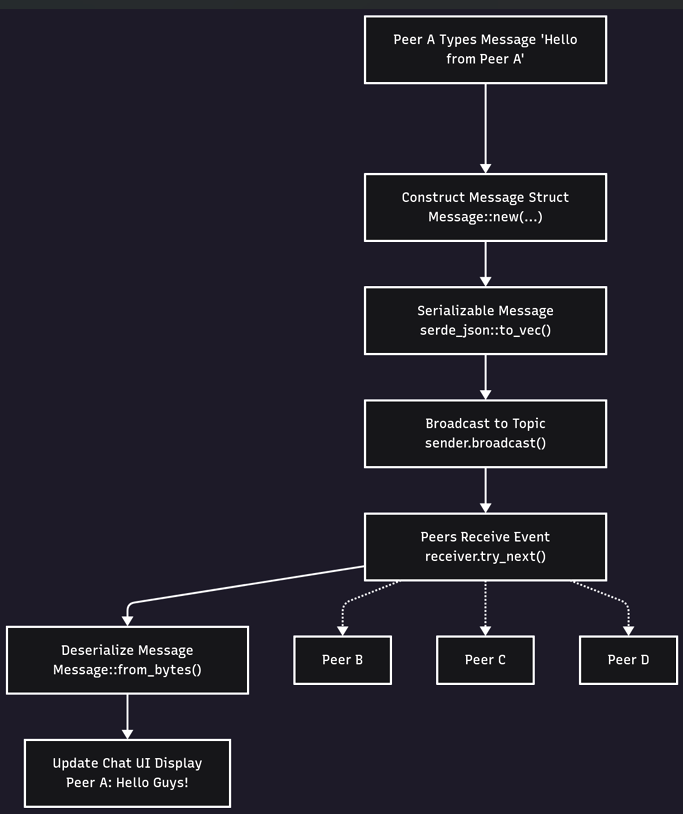 Peer A Types Message 'Hello
from Peer A'
Construct Message Struct
Message::new(...)
Serializable Message
serde_json::to_vec()
Broadcast to Topic
sender.broadcast()
Peers Receive Event
receiver.try_next()
Deserialize Message
Message::from_bytes()
Peer B
Peer C
Peer D
Update Chat UI Display
Peer A: Hello Guys!